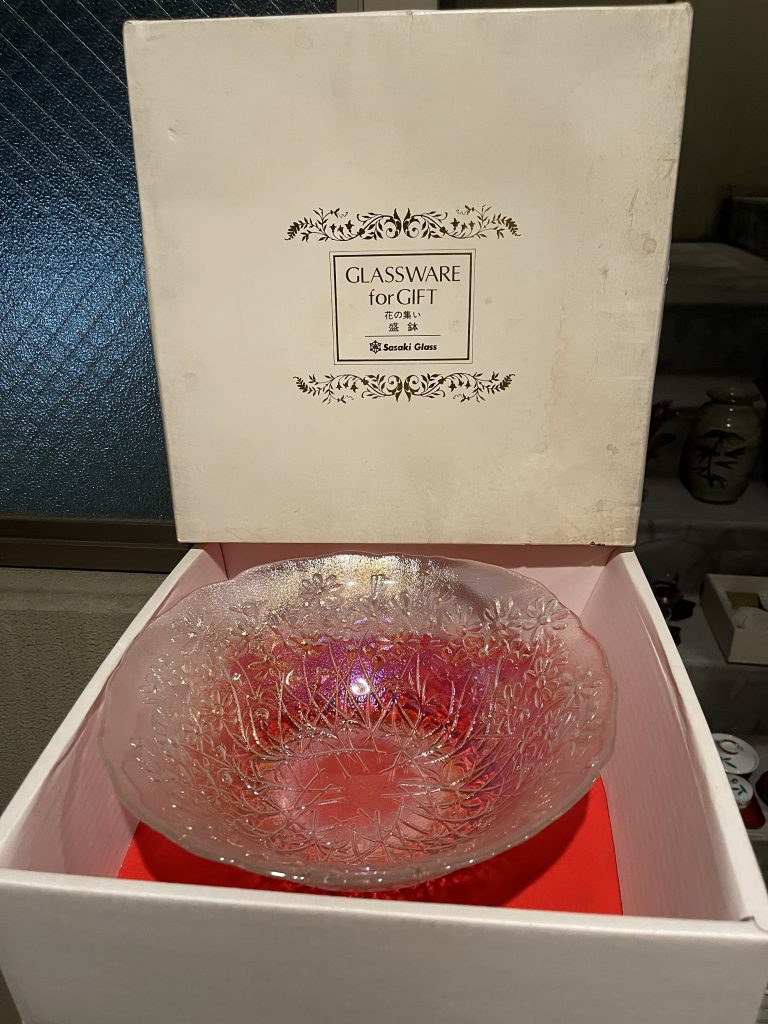 GLASSWARE
for GIFT
花の集い
盛鉢
Sasaki Glass